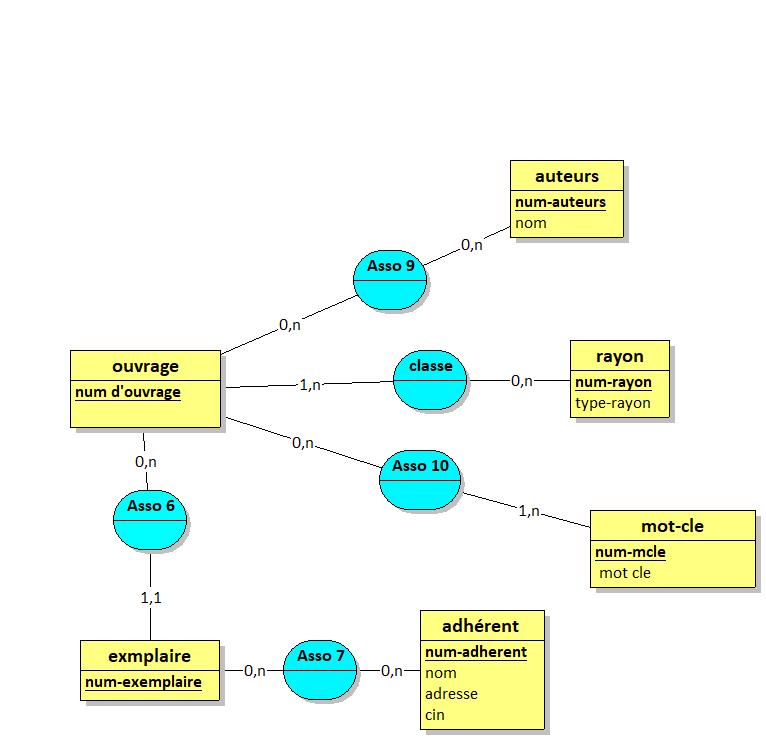 auteurs
num-auteurs
nom
0,n
Asso 9
0,n
ouvrage
num d'ouvrage
1,n
classe
0,n
rayon
num-rayon
type-rayon
0,n
Asso 10
1,n
mot-cle
num-mcle
mot cle
0,n
Asso 6
1,1
exmplaire
num-exemplaire
0,n
Asso 7
0,n
adhérent
num-adherent
nom
adresse
cin